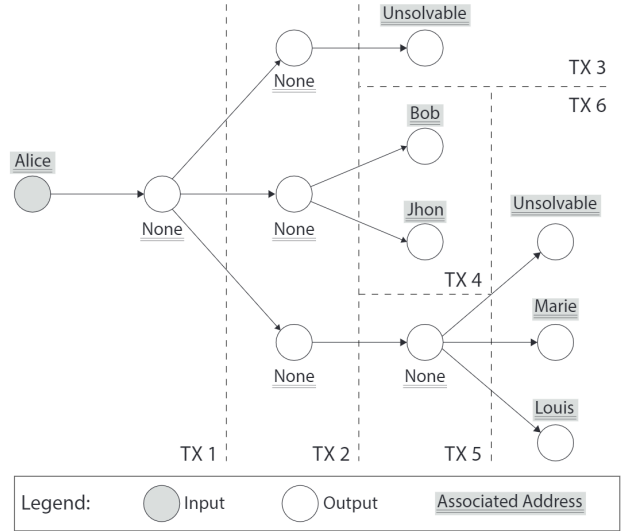 Unsolvable
TX 3
None
TX 6
Bob
Alice
Jhon
Unsolvable
None
None
TX 4
Marie
None
None
Louis
TX 1
TX 2
TX 5
Legend:
Input
Output
Associated Address